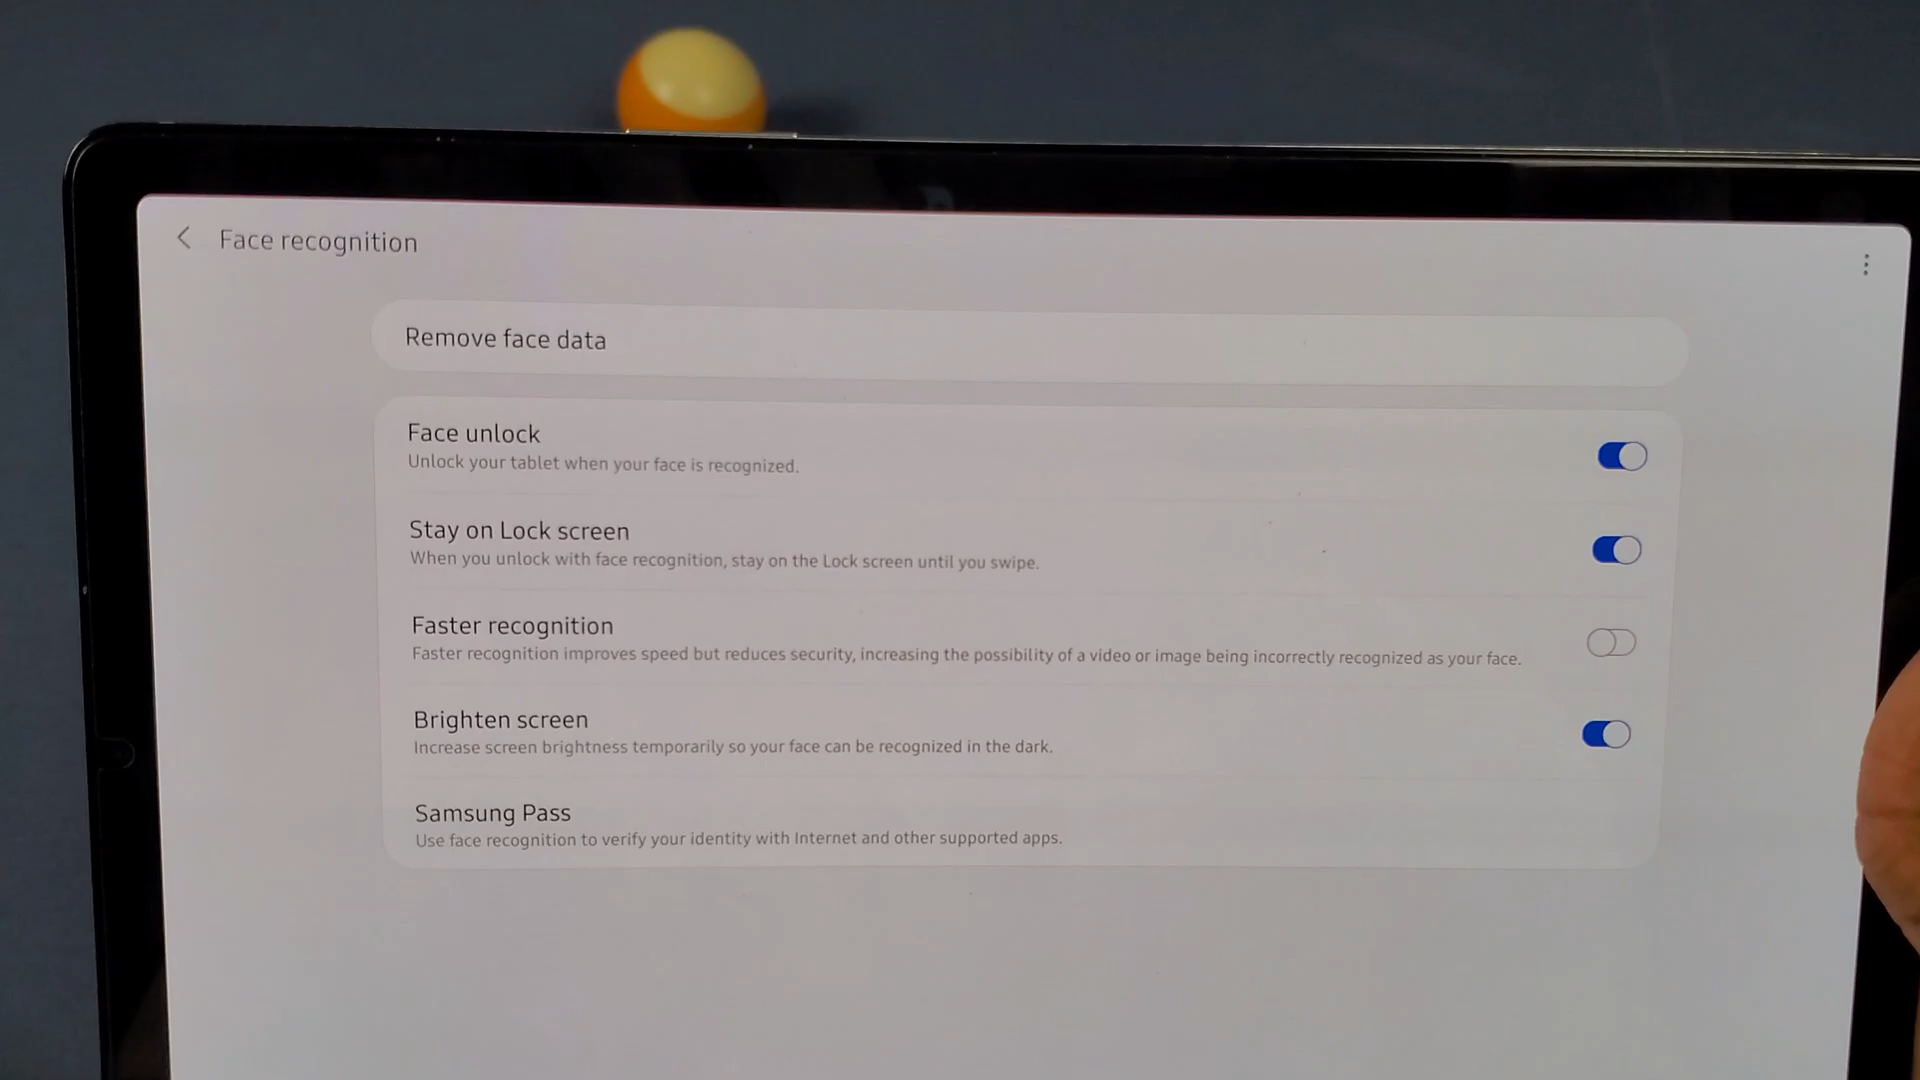 Face recognition
Remove face data
Face unlock
Unlock your tablet when your face is recognized.
Stay on Lock screen
When you unlock with face recognition, stay on the Lock screen until you swipe.
Faster recognition
Faster recognition improves speed but reduces security, increasing the possibility of a video or image being incorrectly recognized as your face.
Brighten screen
Increase screen brightness temporarily so your face can be recognized in the dark.
Samsung Pass
Use face recognition to verify your identity with Internet and other supported apps.